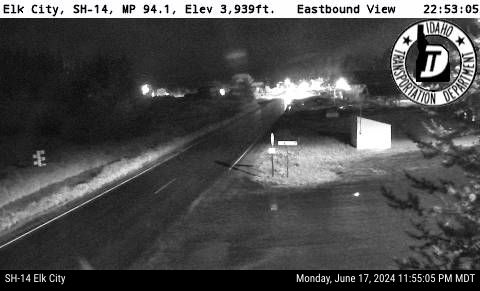 Elk City, SH-14, MP 94.1, Elev 3,939ft. Eastbound View 22:53:05
IDAHO
TRANSPORTATION DEPARTMENT
SH-14 Elk City Monday, June 17, 2024 11:55:05 PM MDT